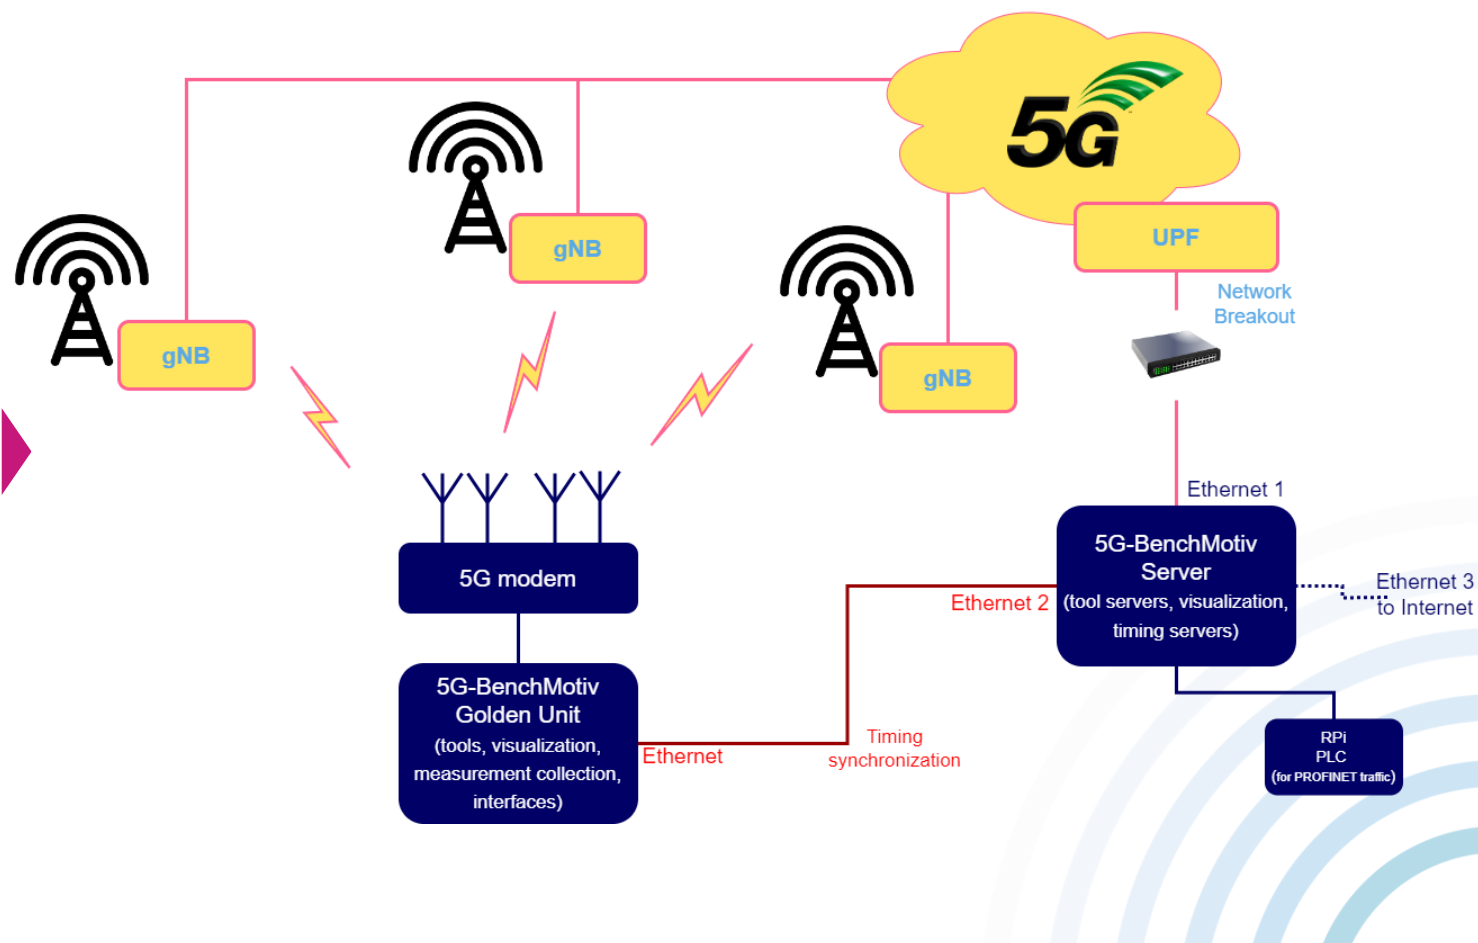 5G
gNB
UPF
gNB
Network
Breakout
gNB
gNB
Ethernet 1
5G-BenchMotiv
Server
(tool servers, visualization,
timing servers)
Ethernet 2
Ethernet 3
to Internet
5G modem
5G-BenchMotiv
Golden Unit
(tools, visualization,
measurement collection,
interfaces)
Ethernet
Timing
synchronization
RPi
PLC
(for PROFINET traffic)